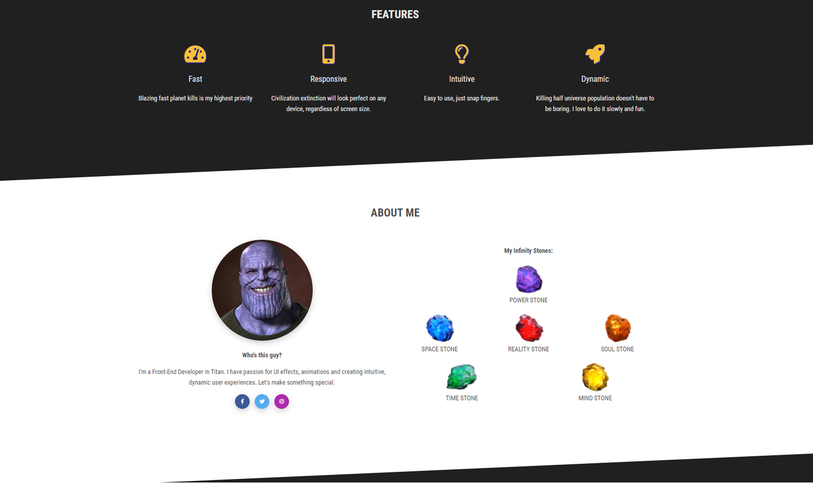 FEATURES
Fast
Responsive
Intuitive
Dynamic
Blazing fast planet kills is my highest priority
Civilization extinction will look perfect on any
device, regardless of screen size.
Easy to use, just snap fingers.
Killing half universe population doesn't have to
be boring. I love to do it slowly and fun.
ABOUT ME
Who's this guy?
I'm a Front-End Developer in Titan. I have passion for UI effects, animations and creating intuitive,
dynamic user experiences. Let's make something special.
My Infinity Stones:
POWER STONE
SPACE STONE
REALITY STONE
SOUL STONE
TIME STONE
MIND STONE